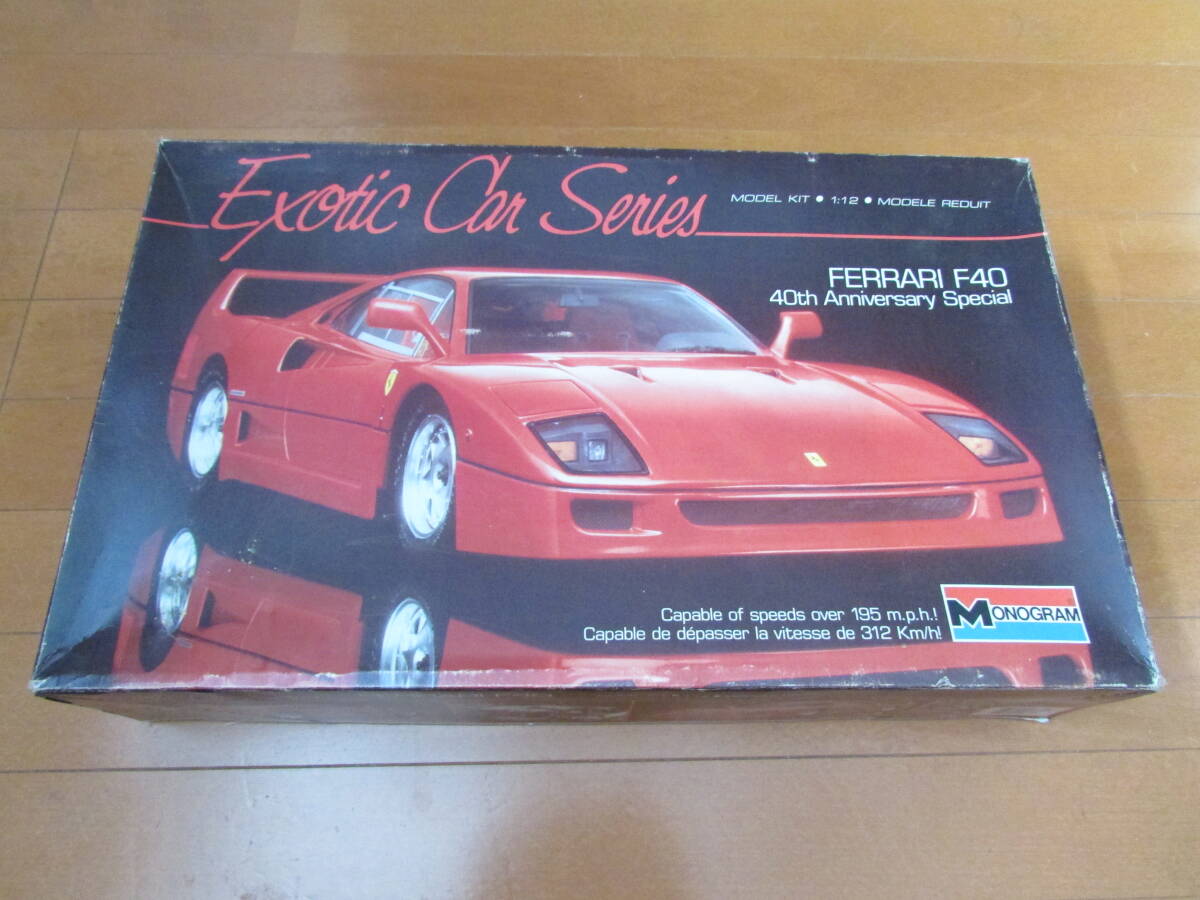 Exotic Car Series
MODEL KIT • 1:12 • MODELE REDUIT
FERRARI F40
40th Anniversary Special
Capable of speeds over 195 m.p.h.!
Capable de dépasser la vitesse de 312 Km/h!
MONOGRAM